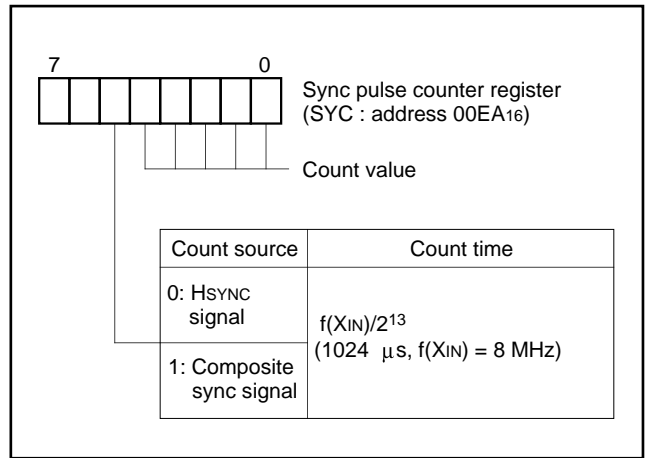 7 0
Sync pulse counter register
(SYC : address 00EA16)
Count value
Count source Count time
0: HSYNC
signal
f(XIN)/213
(1024 μs, f(XIN) = 8 MHz)
1: Composite
sync signal